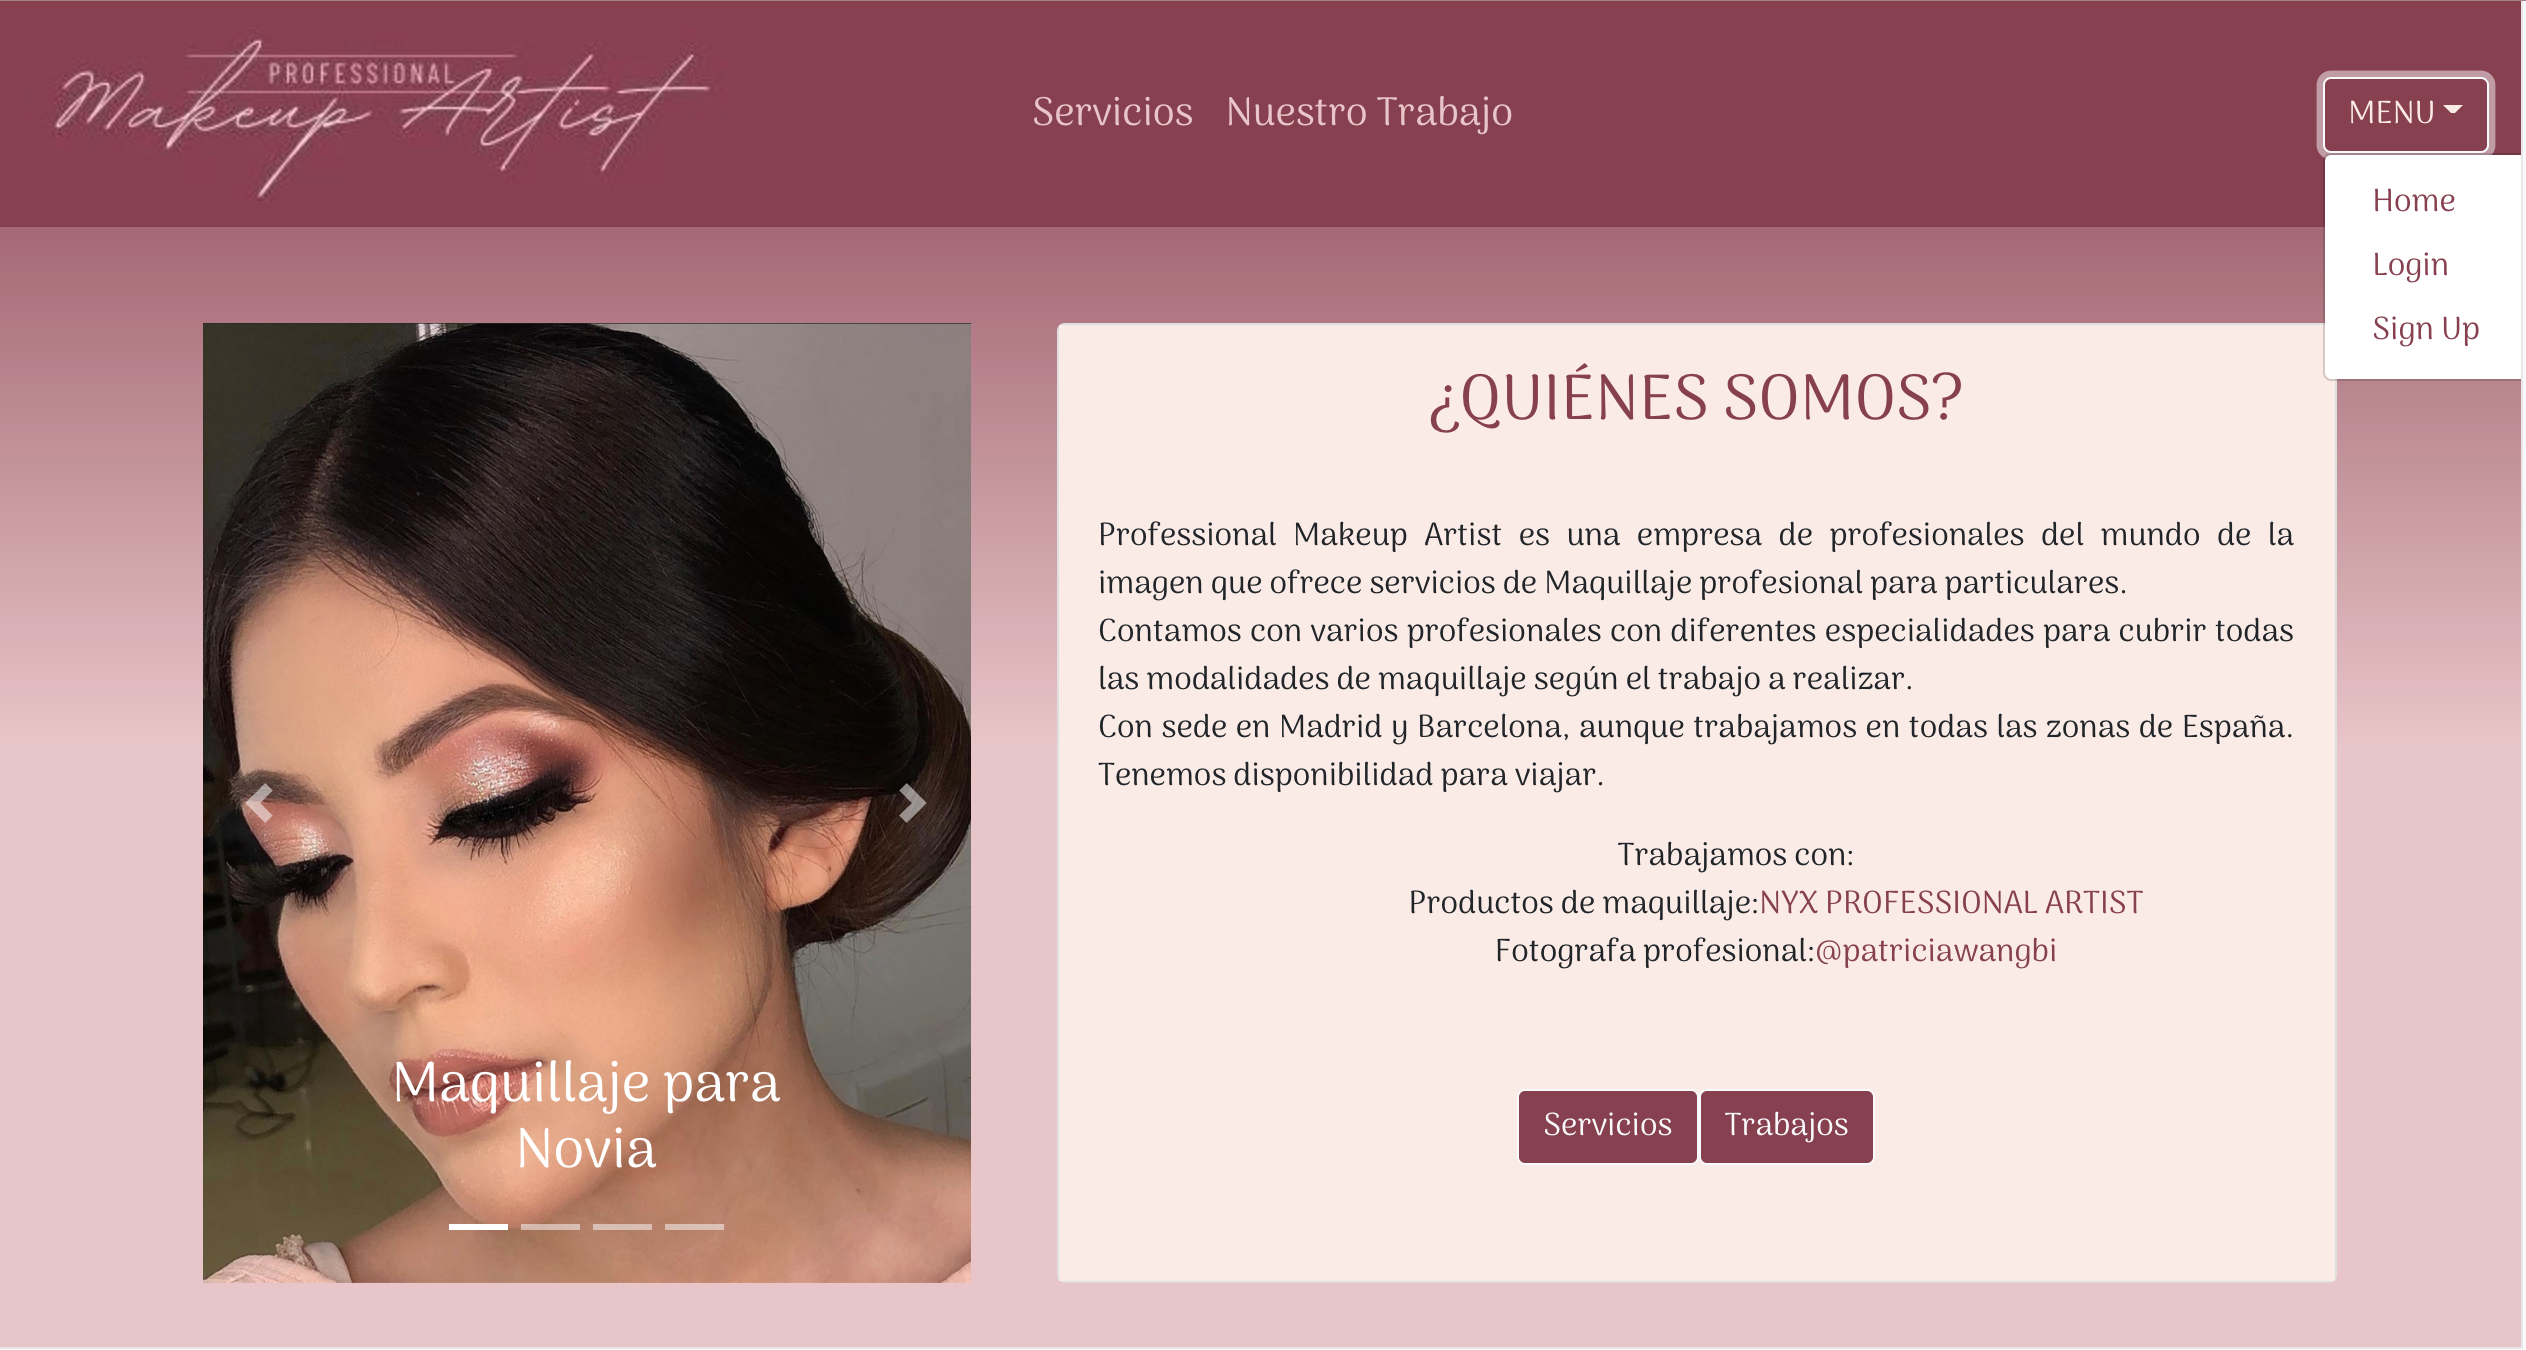 PROFESSIONAL
Makeup Artist
Servicios Nuestro Trabajo
MENU
Home
Login
Sign Up
Maquillaje para
Novia
¿QUIÉNES SOMOS?
Professional Makeup Artist es una empresa de profesionales del mundo de la
imagen que ofrece servicios de Maquillaje profesional para particulares.
Contamos con varios profesionales con diferentes especialidades para cubrir todas
las modalidades de maquillaje según el trabajo a realizar.
Con sede en Madrid y Barcelona, aunque trabajamos en todas las zonas de España.
Tenemos disponibilidad para viajar.
Trabajamos con:
Productos de maquillaje:NYX PROFESSIONAL ARTIST
Fotografa profesional:@patriciawangbi
Servicios Trabajos